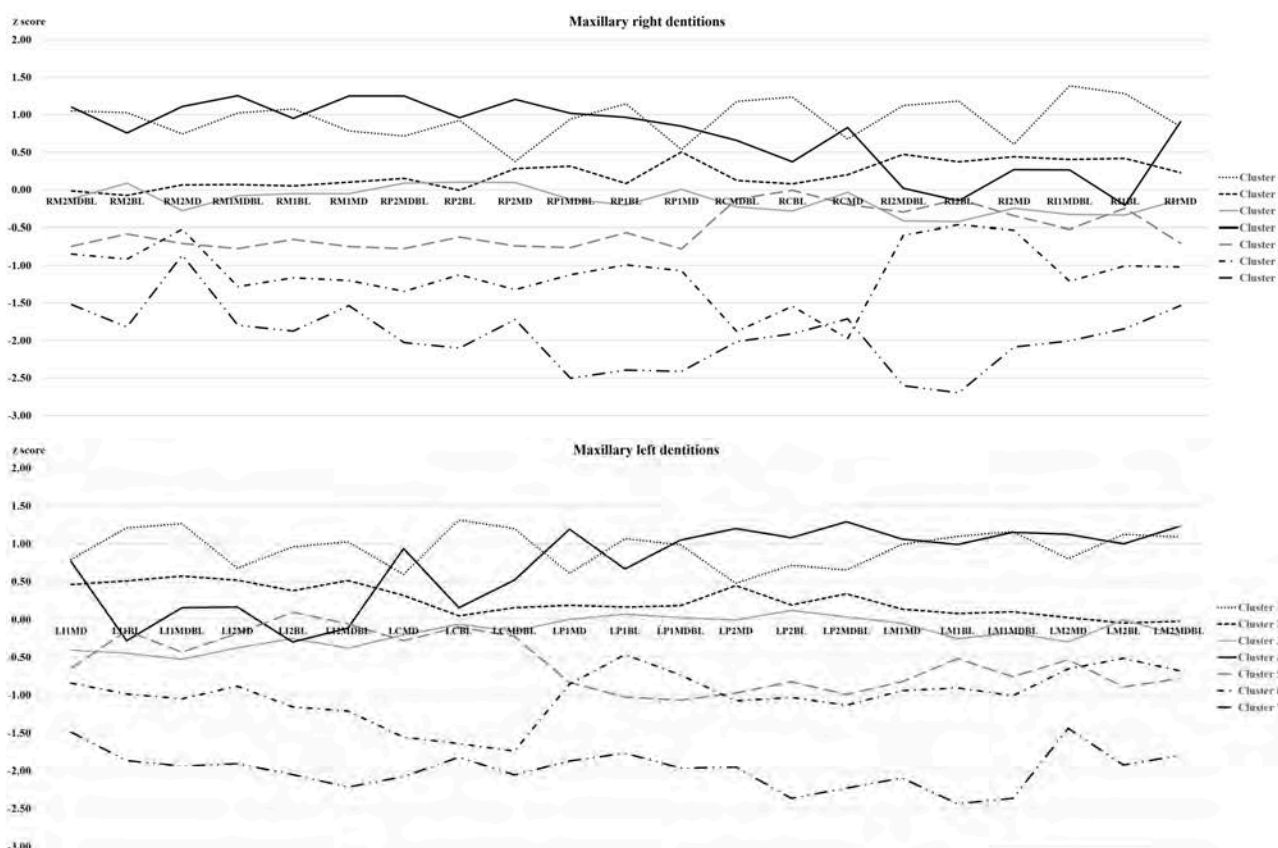 Maxillary right dentitions
z score
2.00
1.50
1.00
0.50
0.00
-0.50
-1.00
-1.50
-2.00
-2.50
-3.00
RM2MDBL RM2BL RM2MD RM1MDBL RM1BL RM1MD RP2MDBL RP2BL RP2MD RP1MDBL RP1BL RP1MD RCMDBL RCBL RCMD RI2MDBL RI2BL RI2MD RI1MDBL RI1BL RI1MD
Cluster
Cluster
Cluster
Cluster
Cluster
Cluster
Cluster
Maxillary left dentitions
z score
2.00
1.50
1.00
0.50
0.00
-0.50
-1.00
-1.50
-2.00
-2.50
-3.00
LI1MD LI1BL LI1MDBL LI2MD LI2BL LI2MDBL LCMD LCBL LCMDBL LP1MD LP1BL LP1MDBL LP2MD LP2BL LP2MDBL LM1MD LM1BL LM1MDBL LM2MD LM2BL LM2MDBL
Cluster
Cluster
Cluster
Cluster
Cluster
Cluster
Cluster